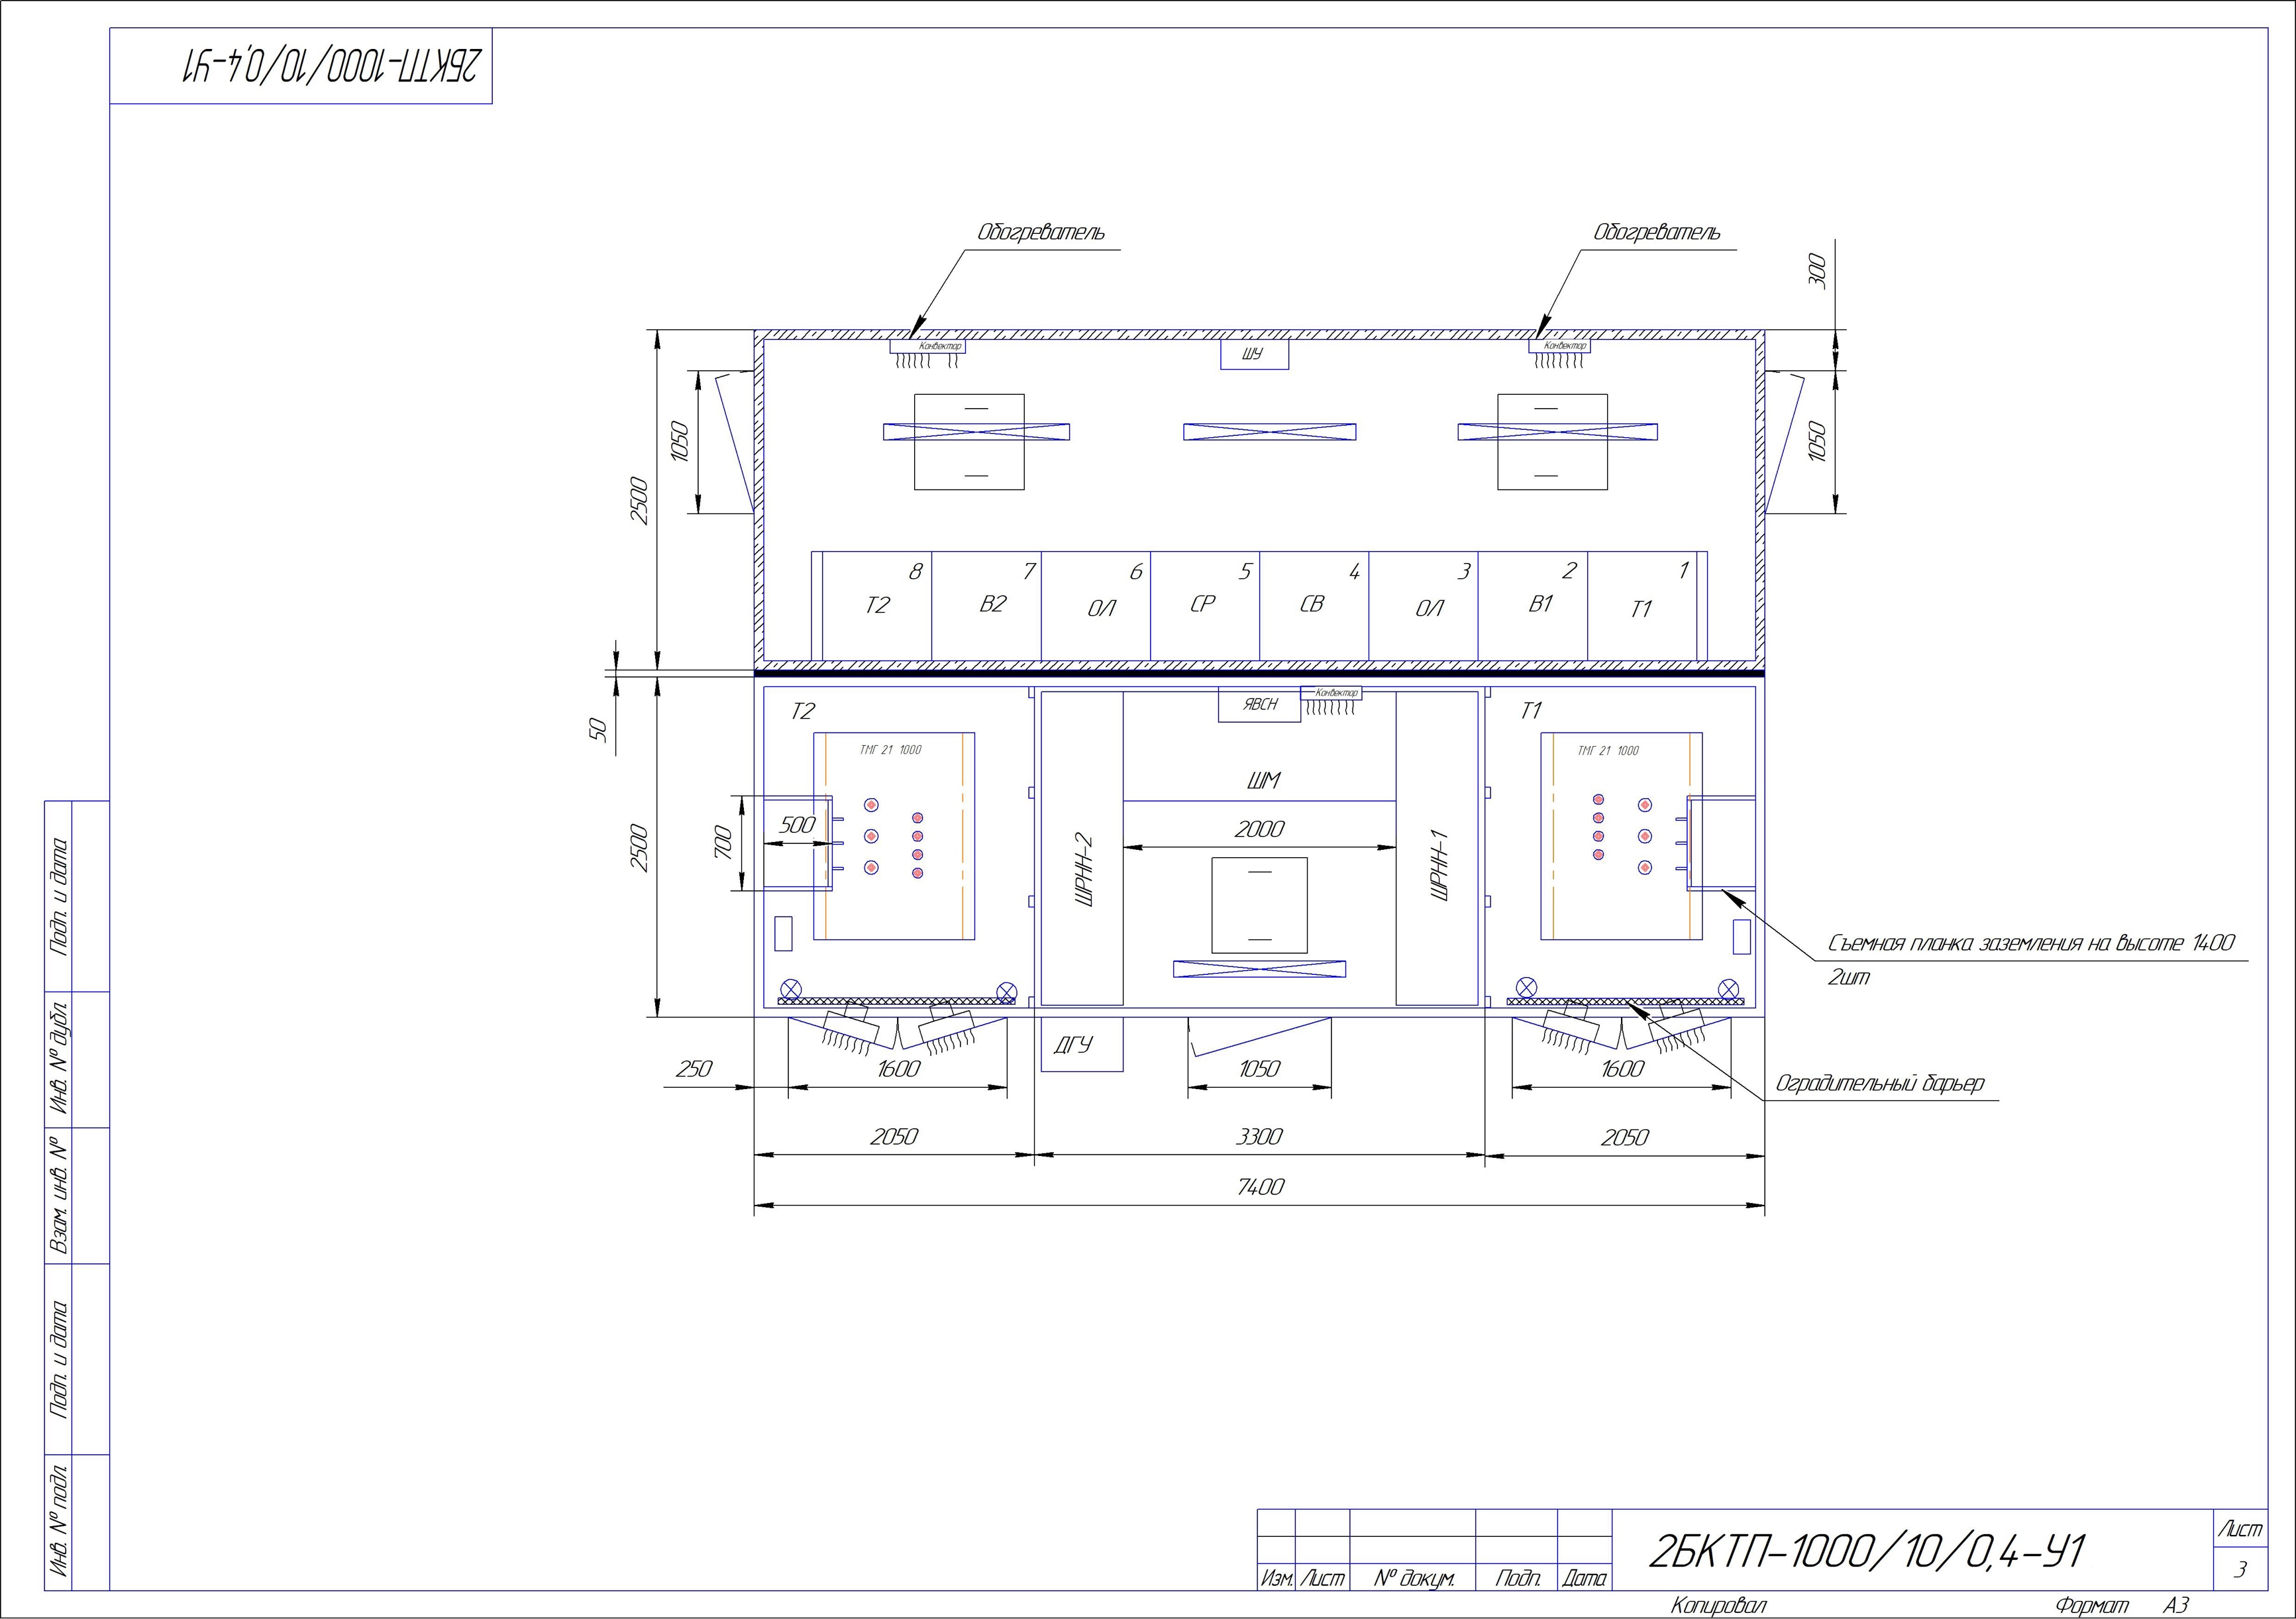 2БКТП-1000/10/0,4-У1
Обогреватель
Обогреватель
300
Конвектор
ШУ
Конвектор
1050
1050
2500
8
7
6
5
4
3
2
1
Т2
В2
ОЛ
СР
СВ
ОЛ
В1
Т1
50
Т2
ЯВСН
Конвектор
Т1
ТМГ 21 1000
ТМГ 21 1000
ШМ
500
700
2000
2500
ШРНН-2
ШРНН-1
Съемная планка заземления на высоте 1400
2шт
ДГУ
250
1600
1050
1600
Оградительный барьер
2050
3300
2050
7400
Подп. и дата
Инв. № дубл.
Взам. инв. №
Подп. и дата
Инв. № подл.
Изм.
Лист
№ докум.
Подп.
Дата
2БКТП-1000/10/0,4-У1
Лист
3
Копировал
Формат А3